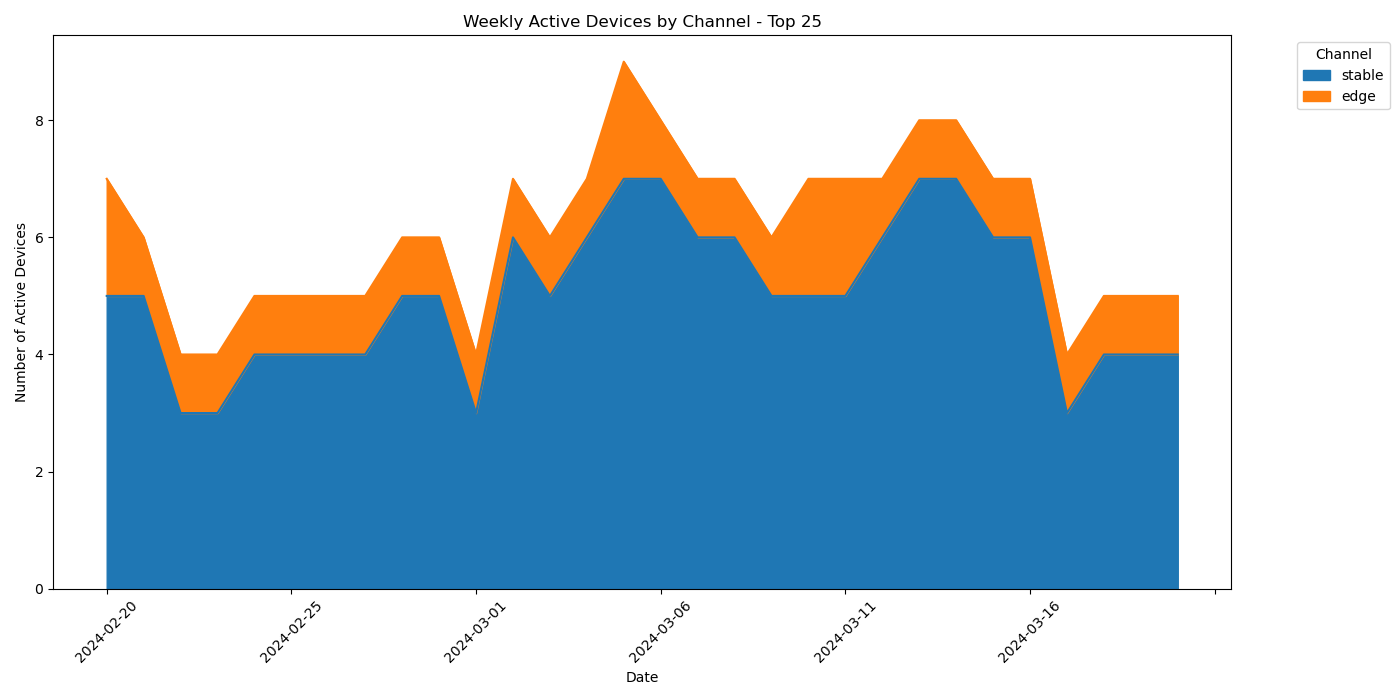 Weekly Active Devices by Channel - Top 25
Channel
stable
edge
Number of Active Devices
8
6
4
2
0
2024-02-20
2024-02-25
2024-03-01
2024-03-06
2024-03-11
2024-03-16
Date